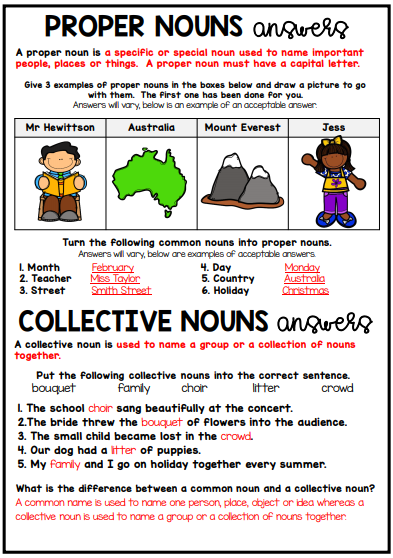 PROPER NOUNS answers
A proper noun is a specific or special noun used to name important
people, places or things. A proper noun must have a capital letter.
Give 3 examples of proper nouns in the boxes below and draw a picture to go
with them. The first one has been done for you.
Answers will vary, below is an example of an acceptable answer.
Mr Hewittson Australia Mount Everest Jess
Turn the following common nouns into proper nouns.
Answers will vary, below are examples of acceptable answers.
1. Month February 4. Day Monday
2. Teacher Miss Taylor 5. Country Australia
3. Street Smith Street 6. Holiday Christmas
COLLECTIVE NOUNS answers
A collective noun is used to name a group or a collection of nouns
together.
Put the following collective nouns into the correct sentence.
bouquet family choir litter crowd
1. The school choir sang beautifully at the concert.
2.The bride threw the bouquet of flowers into the audience.
3. The small child became lost in the crowd.
4. Our dog had a litter of puppies.
5. My family and I go on holiday together every summer.
What is the difference between a common noun and a collective noun?
A common name is used to name one person, place, object or idea whereas a
collective noun is used to name a group or a collection of nouns together.